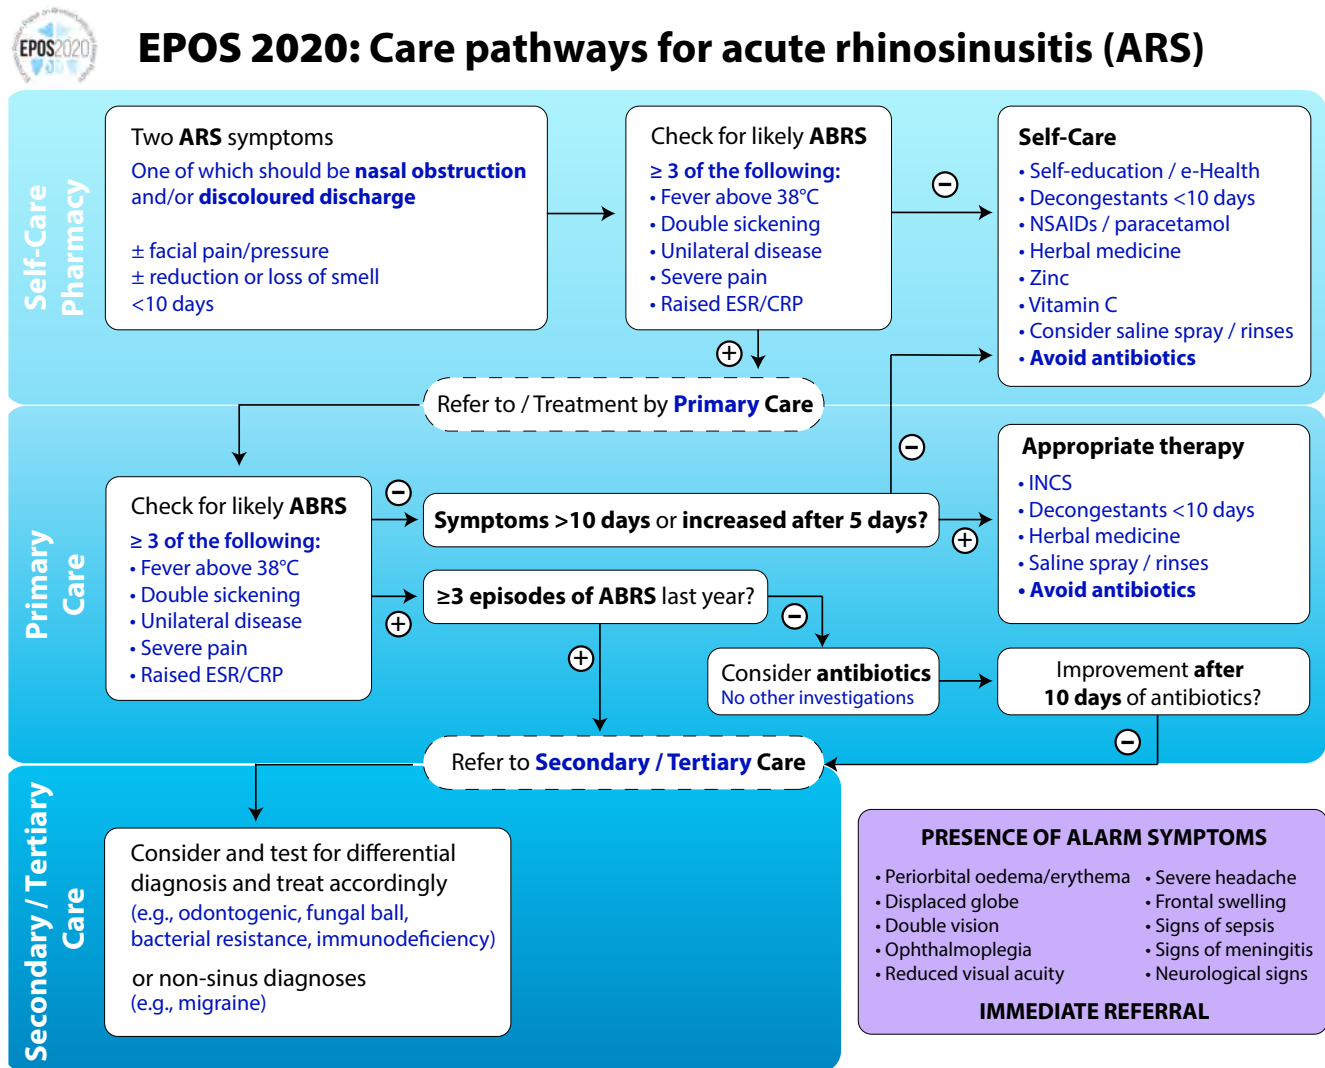 EPOS2020
EPOS 2020: Care pathways for acute rhinosinusitis (ARS)
Self-Care
Pharmacy
Two ARS symptoms
One of which should be nasal obstruction
and/or discoloured discharge
± facial pain/pressure
± reduction or loss of smell
<10 days
Check for likely ABRS
≥ 3 of the following:
• Fever above 38°C
• Double sickening
• Unilateral disease
• Severe pain
• Raised ESR/CRP
−
+
Self-Care
• Self-education / e-Health
• Decongestants <10 days
• NSAIDs / paracetamol
• Herbal medicine
• Zinc
• Vitamin C
• Consider saline spray / rinses
• Avoid antibiotics
Refer to / Treatment by Primary Care
Primary
Care
Check for likely ABRS
≥ 3 of the following:
• Fever above 38°C
• Double sickening
• Unilateral disease
• Severe pain
• Raised ESR/CRP
−
+
Symptoms >10 days or increased after 5 days?
−
+
Appropriate therapy
• INCS
• Decongestants <10 days
• Herbal medicine
• Saline spray / rinses
• Avoid antibiotics
≥3 episodes of ABRS last year?
−
+
Consider antibiotics
No other investigations
Improvement after
10 days of antibiotics?
−
Refer to Secondary / Tertiary Care
Secondary / Tertiary
Care
Consider and test for differential
diagnosis and treat accordingly
(e.g., odontogenic, fungal ball,
bacterial resistance, immunodeficiency)
or non-sinus diagnoses
(e.g., migraine)
PRESENCE OF ALARM SYMPTOMS
• Periorbital oedema/erythema
• Displaced globe
• Double vision
• Ophthalmoplegia
• Reduced visual acuity
• Severe headache
• Frontal swelling
• Signs of sepsis
• Signs of meningitis
• Neurological signs
IMMEDIATE REFERRAL